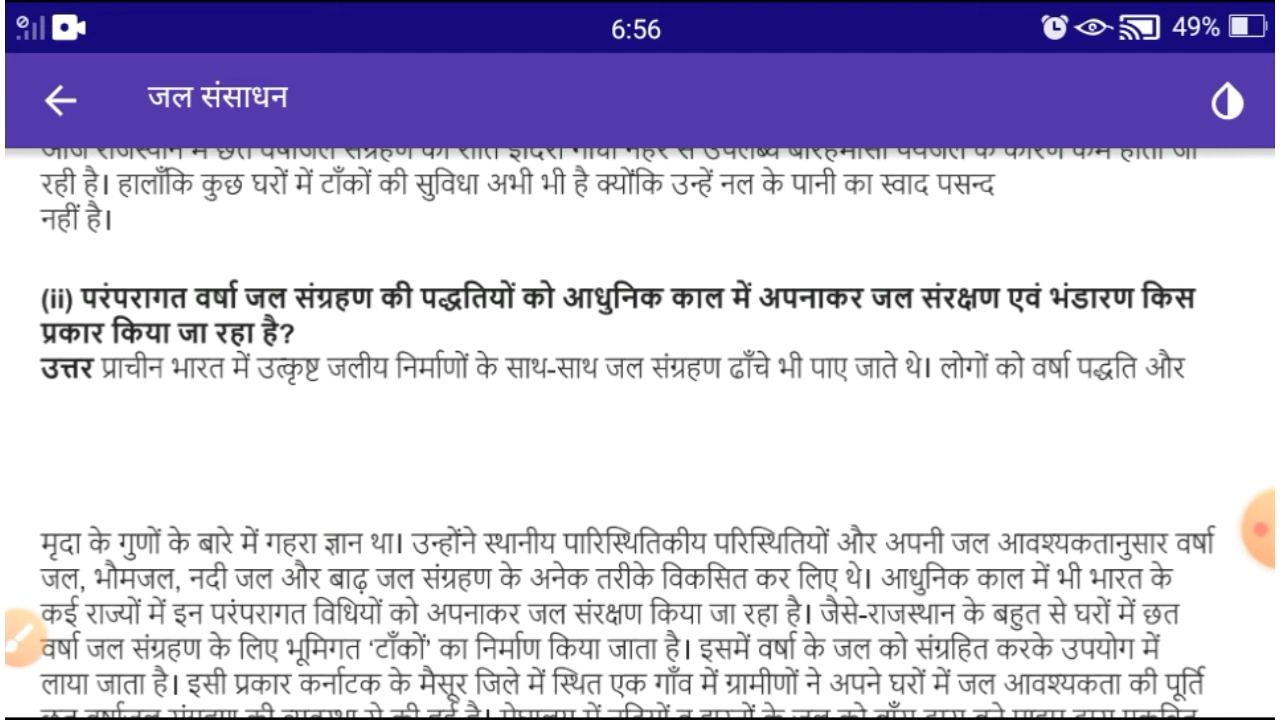 6:56
49%
जल संसाधन
रही है। हालाँकि कुछ घरों में टाँकों की सुविधा अभी भी है क्योंकि उन्हें नल के पानी का स्वाद पसन्द
नहीं है।
(ii) परंपरागत वर्षा जल संग्रहण की पद्धतियों को आधुनिक काल में अपनाकर जल संरक्षण एवं भंडारण किस
प्रकार किया जा रहा है?
उत्तर प्राचीन भारत में उत्कृष्ट जलीय निर्माणों के साथ-साथ जल संग्रहण ढाँचे भी पाए जाते थे। लोगों को वर्षा पद्धति और
मृदा के गुणों के बारे में गहरा ज्ञान था। उन्होंने स्थानीय पारिस्थितिकीय परिस्थितियों और अपनी जल आवश्यकतानुसार वर्षा
जल, भौमजल, नदी जल और बाढ़ जल संग्रहण के अनेक तरीके विकसित कर लिए थे। आधुनिक काल में भी भारत के
कई राज्यों में इन परंपरागत विधियों को अपनाकर जल संरक्षण किया जा रहा है। जैसे-राजस्थान के बहुत से घरों में छत
वर्षा जल संग्रहण के लिए भूमिगत ‘टाँकों’ का निर्माण किया जाता है। इसमें वर्षा के जल को संग्रहित करके उपयोग में
लाया जाता है। इसी प्रकार कर्नाटक के मैसूर जिले में स्थित एक गाँव में ग्रामीणों ने अपने घरों में जल आवश्यकता की पूर्ति